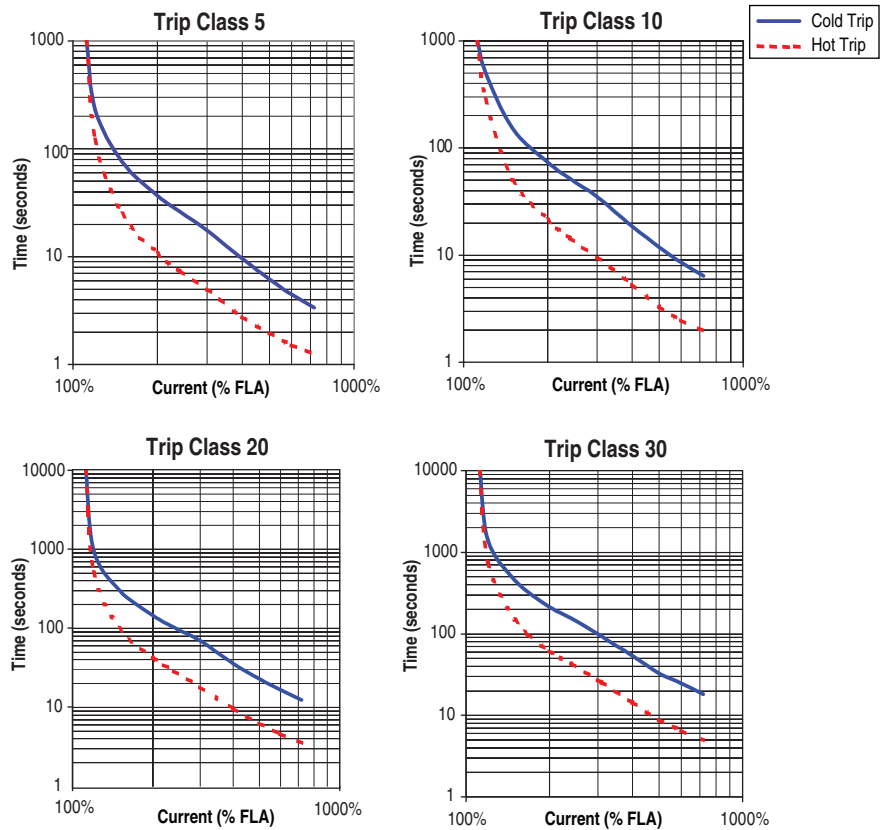 Trip Class 5
Trip Class 10
Cold Trip
Hot Trip
1000
100
10
1
Time (seconds)
100%
Current (% FLA)
1000%
1000
100
10
1
Time (seconds)
100%
Current (% FLA)
1000%
Trip Class 20
Trip Class 30
10000
1000
100
10
1
Time (seconds)
100%
Current (% FLA)
1000%
10000
1000
100
10
1
Time (seconds)
100%
Current (% FLA)
1000%